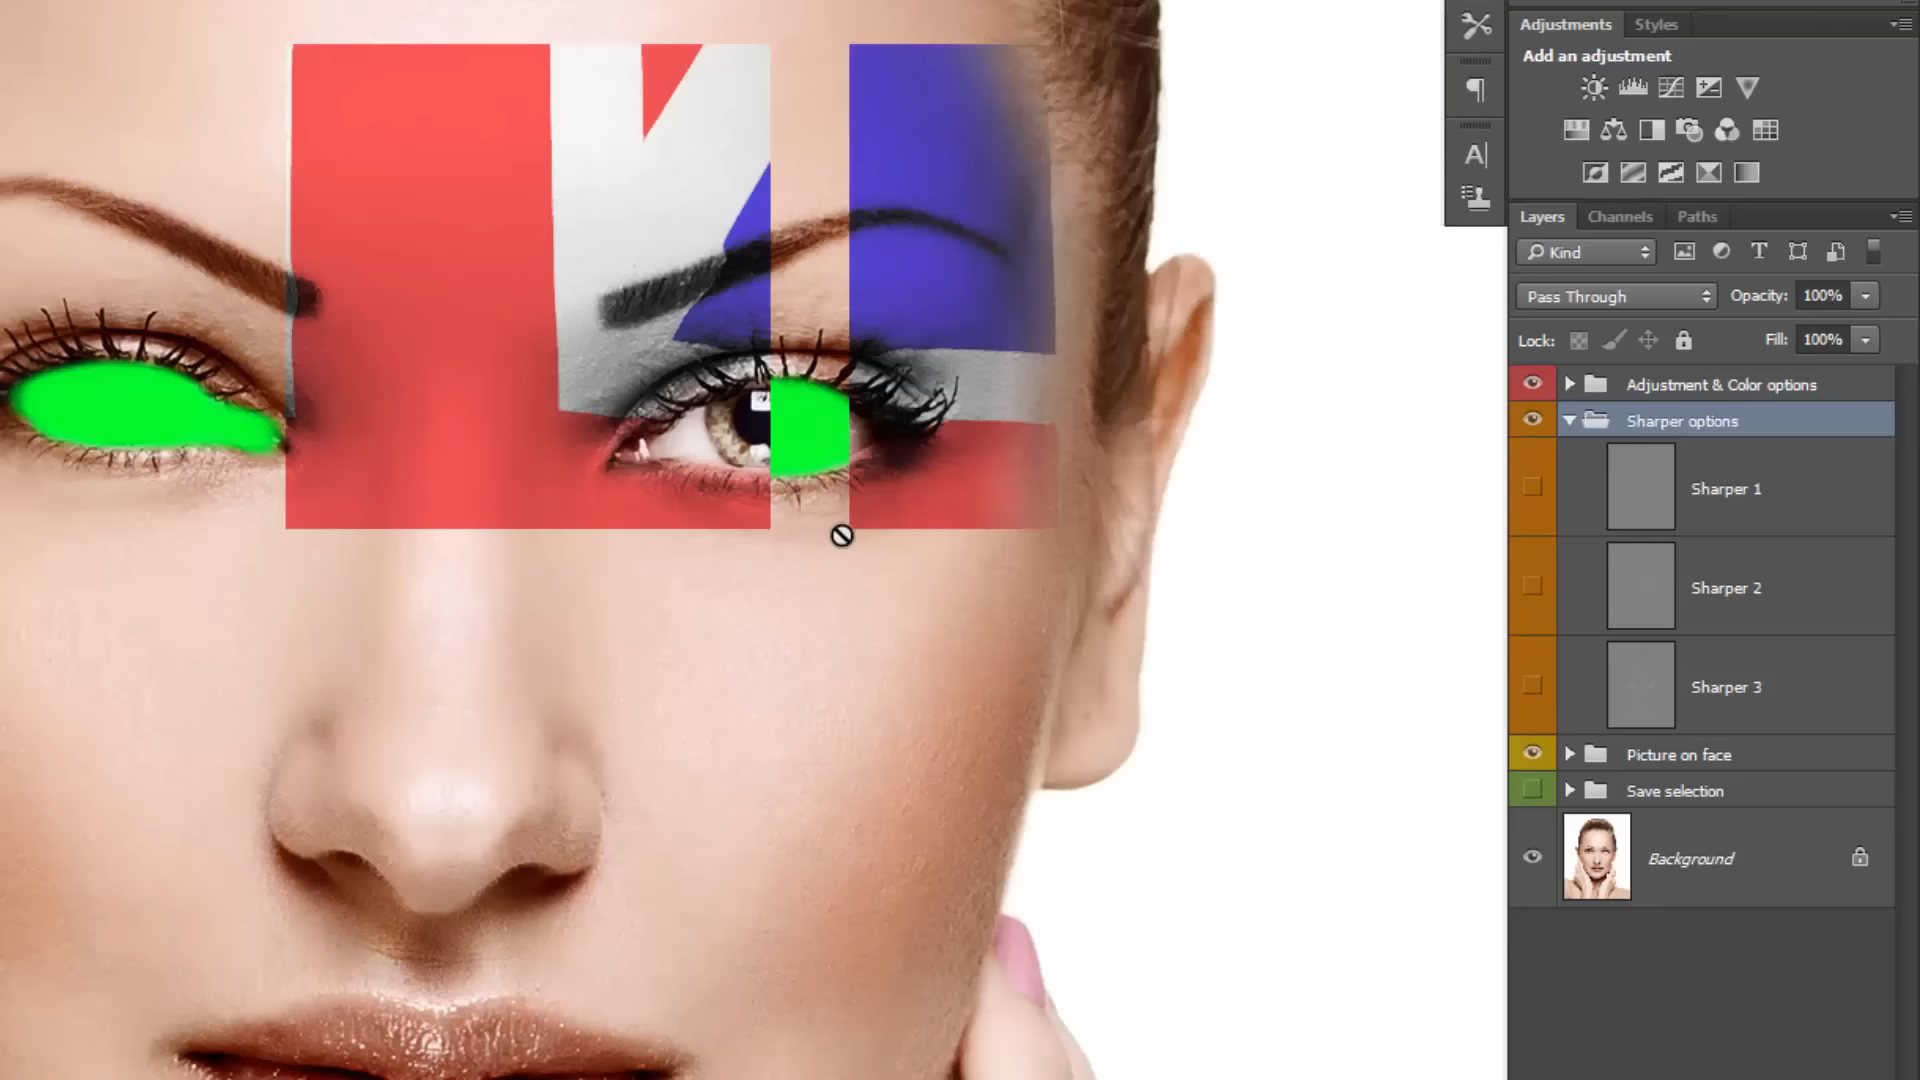 Adjustments Styles
Add an adjustment
Layers Channels Paths
Kind
Pass Through Opacity: 100%
Lock: Fill: 100%
Adjustment & Color options
Sharper options
Sharper 1
Sharper 2
Sharper 3
Picture on face
Save selection
Background